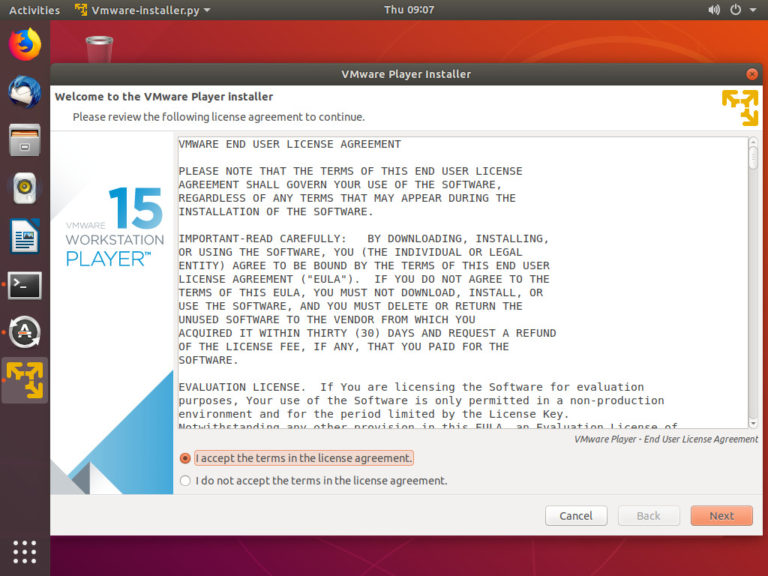 Activities
Vmware-installer.py
Thu 09:07
VMware Player Installer
Welcome to the VMware Player installer
Please review the following license agreement to continue.
VMWARE 15
WORKSTATION
PLAYER™
VMWARE END USER LICENSE AGREEMENT
PLEASE NOTE THAT THE TERMS OF THIS END USER LICENSE
AGREEMENT SHALL GOVERN YOUR USE OF THE SOFTWARE,
REGARDLESS OF ANY TERMS THAT MAY APPEAR DURING THE
INSTALLATION OF THE SOFTWARE.
IMPORTANT-READ CAREFULLY:   BY DOWNLOADING, INSTALLING,
OR USING THE SOFTWARE, YOU (THE INDIVIDUAL OR LEGAL
ENTITY) AGREE TO BE BOUND BY THE TERMS OF THIS END USER
LICENSE AGREEMENT ("EULA").  IF YOU DO NOT AGREE TO THE
TERMS OF THIS EULA, YOU MUST NOT DOWNLOAD, INSTALL, OR
USE THE SOFTWARE, AND YOU MUST DELETE OR RETURN THE
UNUSED SOFTWARE TO THE VENDOR FROM WHICH YOU
ACQUIRED IT WITHIN THIRTY (30) DAYS AND REQUEST A REFUND
OF THE LICENSE FEE, IF ANY, THAT YOU PAID FOR THE
SOFTWARE.
EVALUATION LICENSE.  If You are licensing the Software for evaluation
purposes, Your use of the Software is only permitted in a non-production
environment and for the period limited by the License Key.
Notwithstanding any other provision in this EULA, an Evaluation License of
VMware Player - End User License Agreement
I accept the terms in the license agreement.
I do not accept the terms in the license agreement.
Cancel
Back
Next